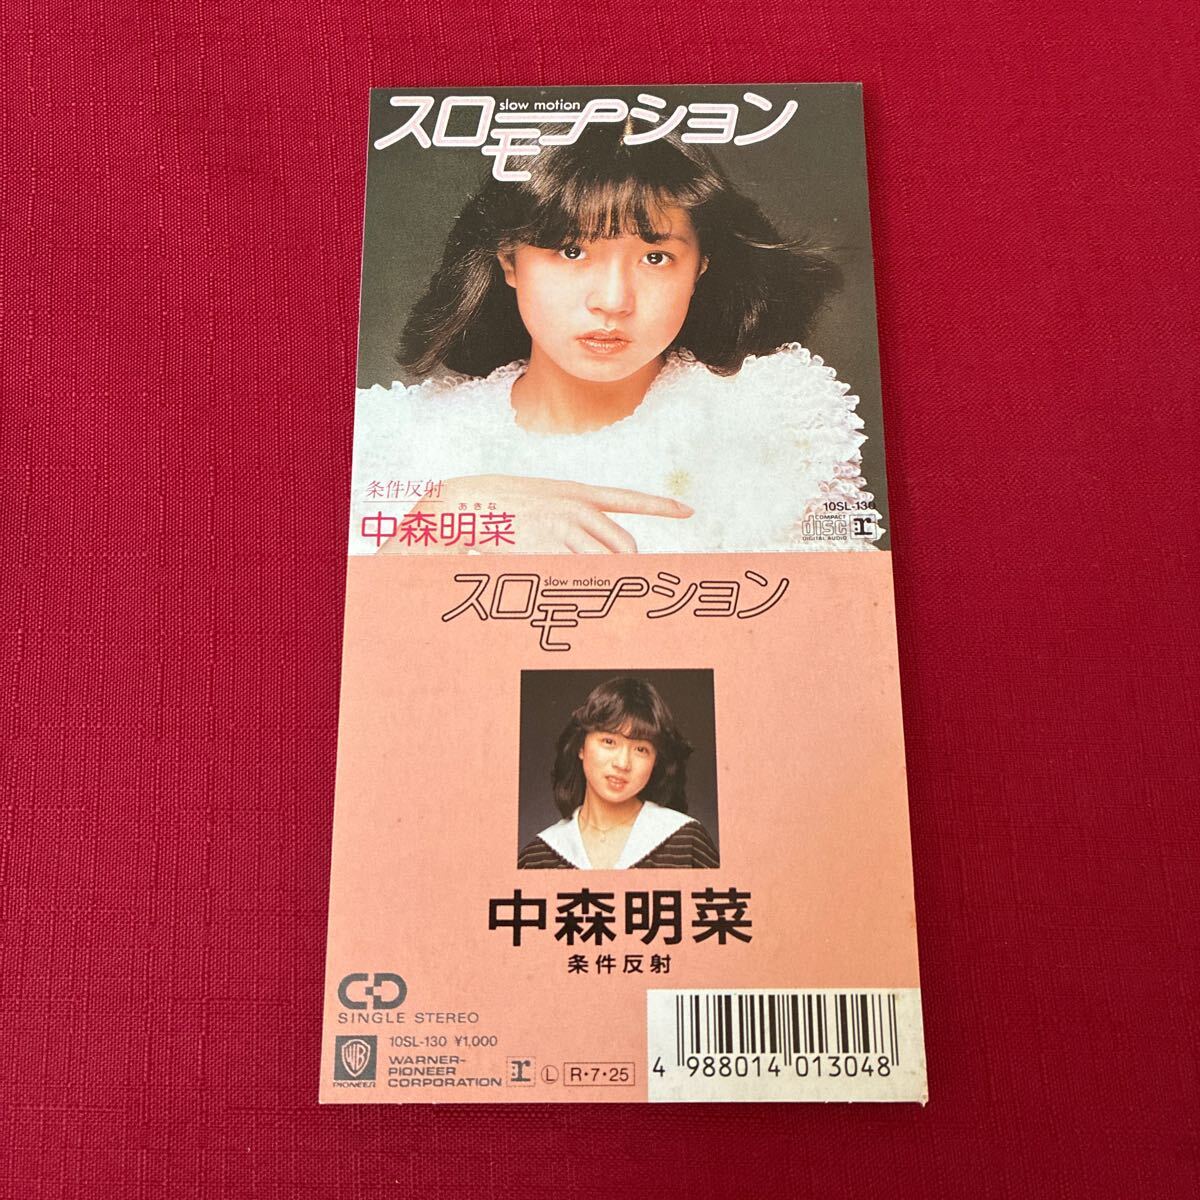 スローモーション
slow motion
条件反射
あきな
中森明菜
10SL-130
COMPACT
disc
DIGITAL AUDIO
r
スローモーション
slow motion
中森明菜
条件反射
CD
SINGLE STEREO
10SL-130 ¥1,000
WB
PIONEER
WARNER-
PIONEER
CORPORATION
r
L
R・7・25
4 988014 013048